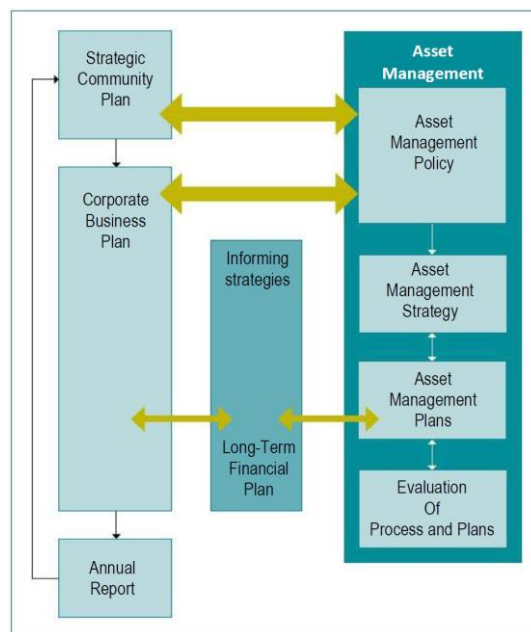 Strategic
Community
Plan
Corporate
Business
Plan
Annual
Report
Informing
strategies
Long-Term
Financial
Plan
Asset
Management
Asset
Management
Policy
Asset
Management
Strategy
Asset
Management
Plans
Evaluation
Of
Process and Plans